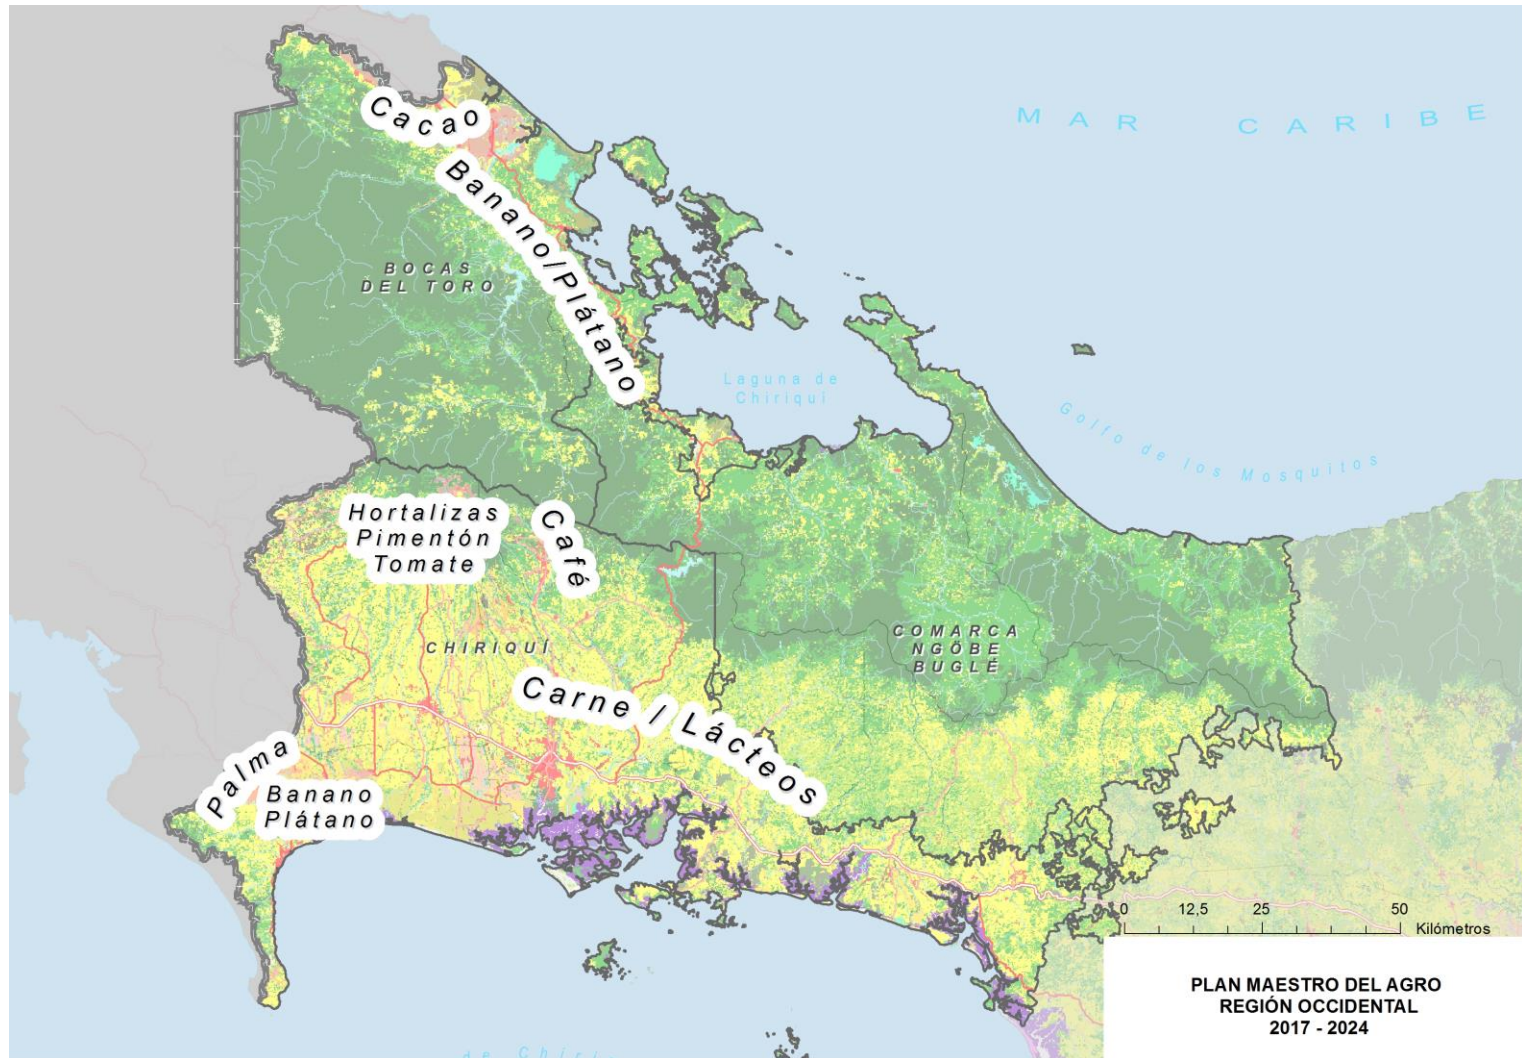 Cacao
MAR CARIBE
Banano/Plátano
BOCAS
DEL TORO
Laguna de
Chiriquí
Golfo de los Mosquitos
Hortalizas
Pimentón
Tomate
Café
CHIRIQUÍ
COMARCA
NGÖBE
BUGLÉ
Carne / Lácteos
Palma
Banano
Plátano
0 12,5 25 50
Kilómetros
PLAN MAESTRO DEL AGRO
REGIÓN OCCIDENTAL
2017 - 2024